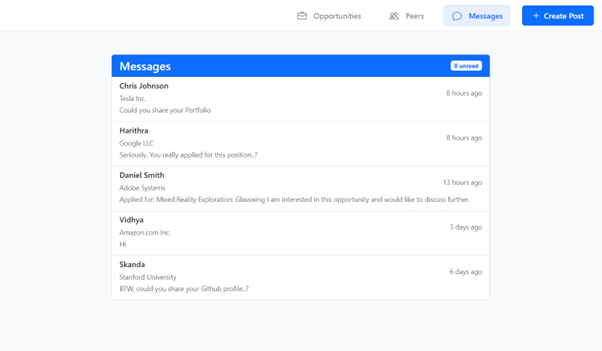 Opportunities Peers Messages + Create Post
Messages 0 unread
Chris Johnson
8 hours ago
Tesla Inc.
Could you share your Portfolio
Harithra
8 hours ago
Google LLC
Seriously, You really applied for this position..?
Daniel Smith
13 hours ago
Adobe Systems
Applied for: Mixed Reality Exploration: Glasswing I am interested in this opportunity and would like to discuss further.
Vidhya
3 days ago
Amazon.com Inc.
Hi
Skanda
6 days ago
Stanford University
BTW, could you share your Github profile..?